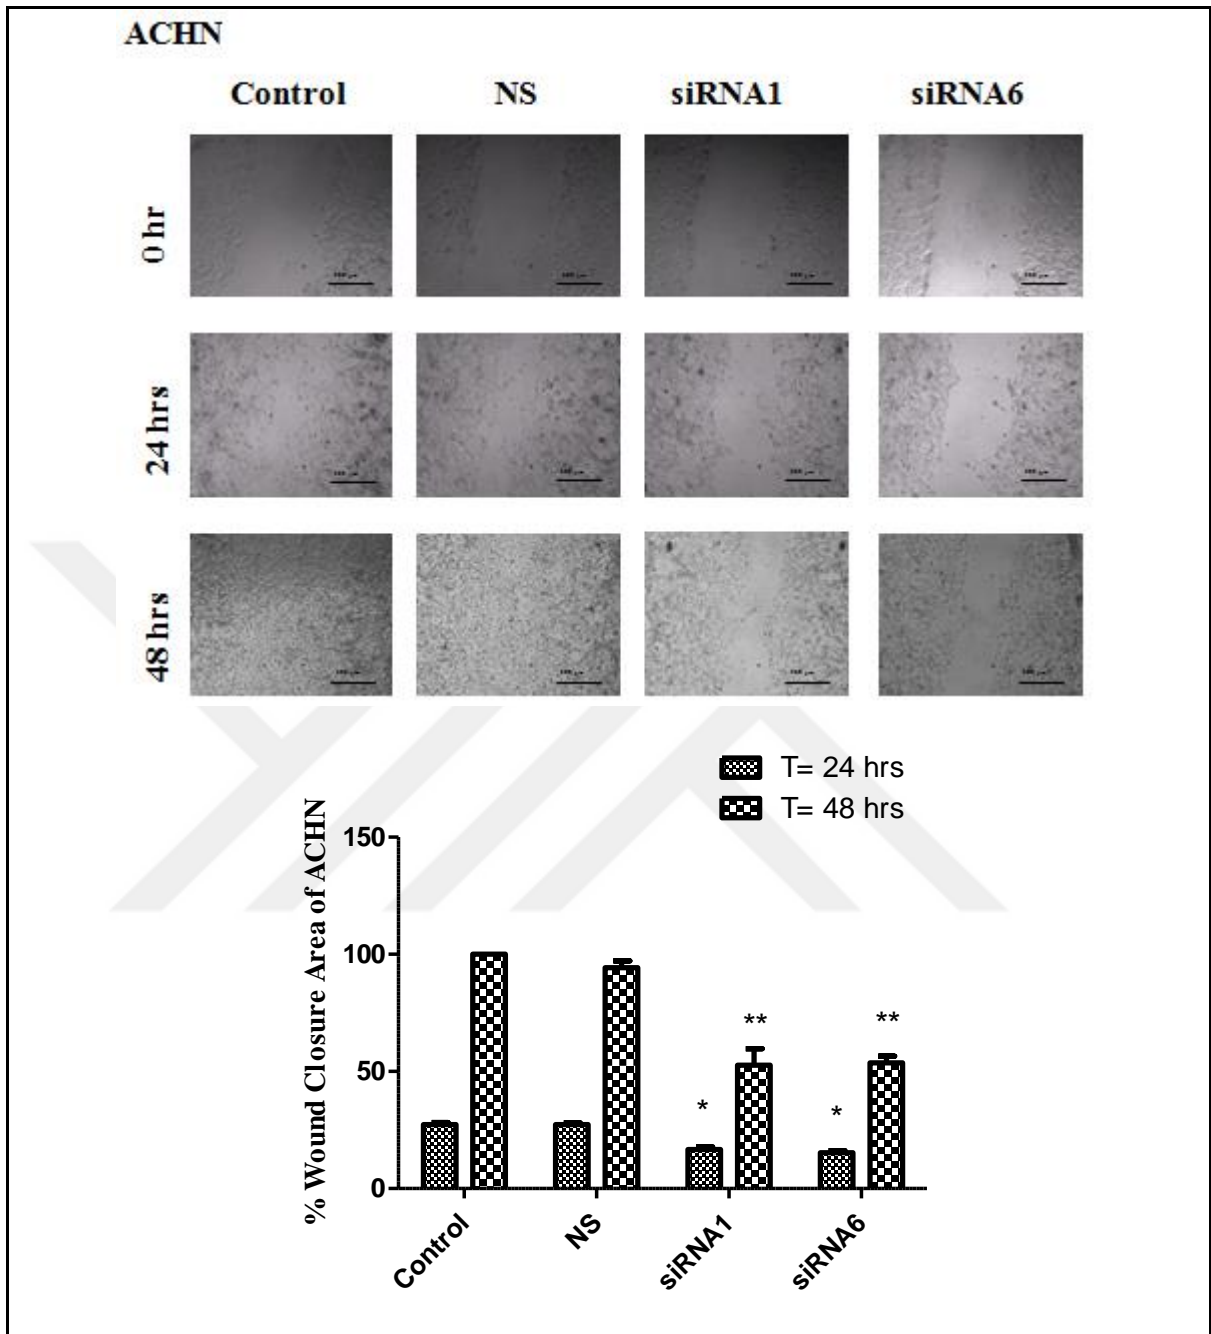 ACHN
Control NS siRNA1 siRNA6
0 hr
24 hrs
48 hrs
T= 24 hrs
T= 48 hrs
% Wound Closure Area of ACHN
150
100
50
0
** **
* *
Control NS siRNA1 siRNA6